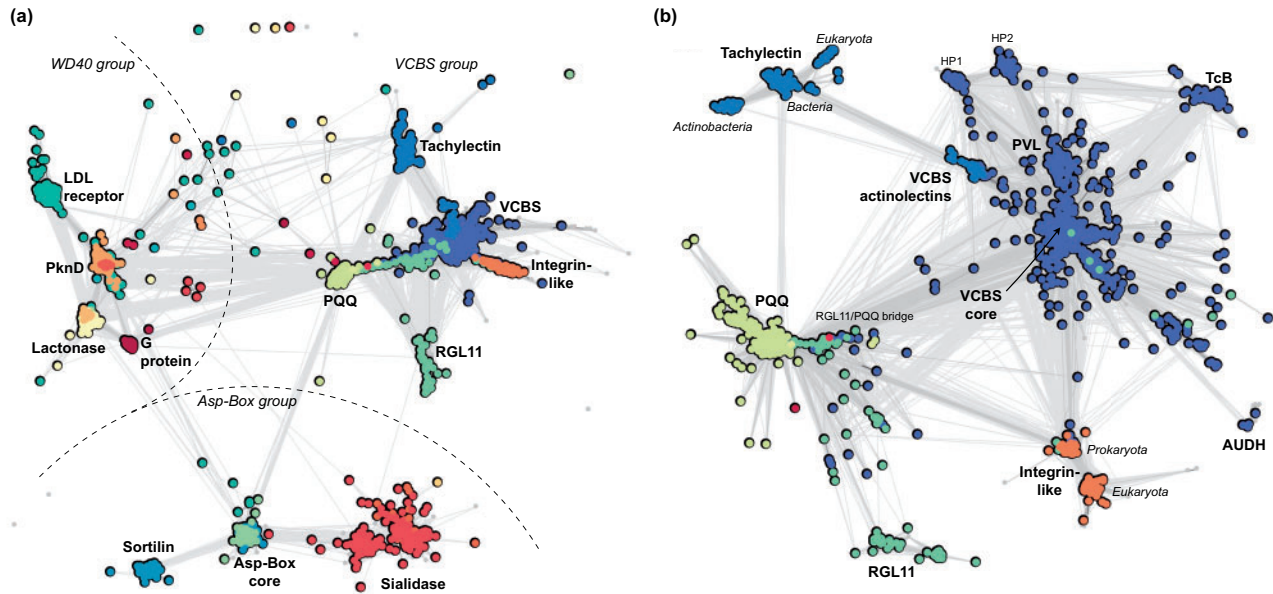 (a)
WD40 group
VCBS group
Tachylectin
LDL
receptor
VCBS
PknD
Integrin-
like
PQQ
Lactonase
G
protein
RGL11
Asp-Box group
Sortilin
Asp-Box
core
Sialidase
(b)
Eukaryota
Tachylectin
HP1
HP2
TcB
Bacteria
Actinobacteria
PVL
VCBS
actinolectins
PQQ
VCBS
core
RGL11/PQQ bridge
AUDH
Prokaryota
Integrin-
like
Eukaryota
RGL11